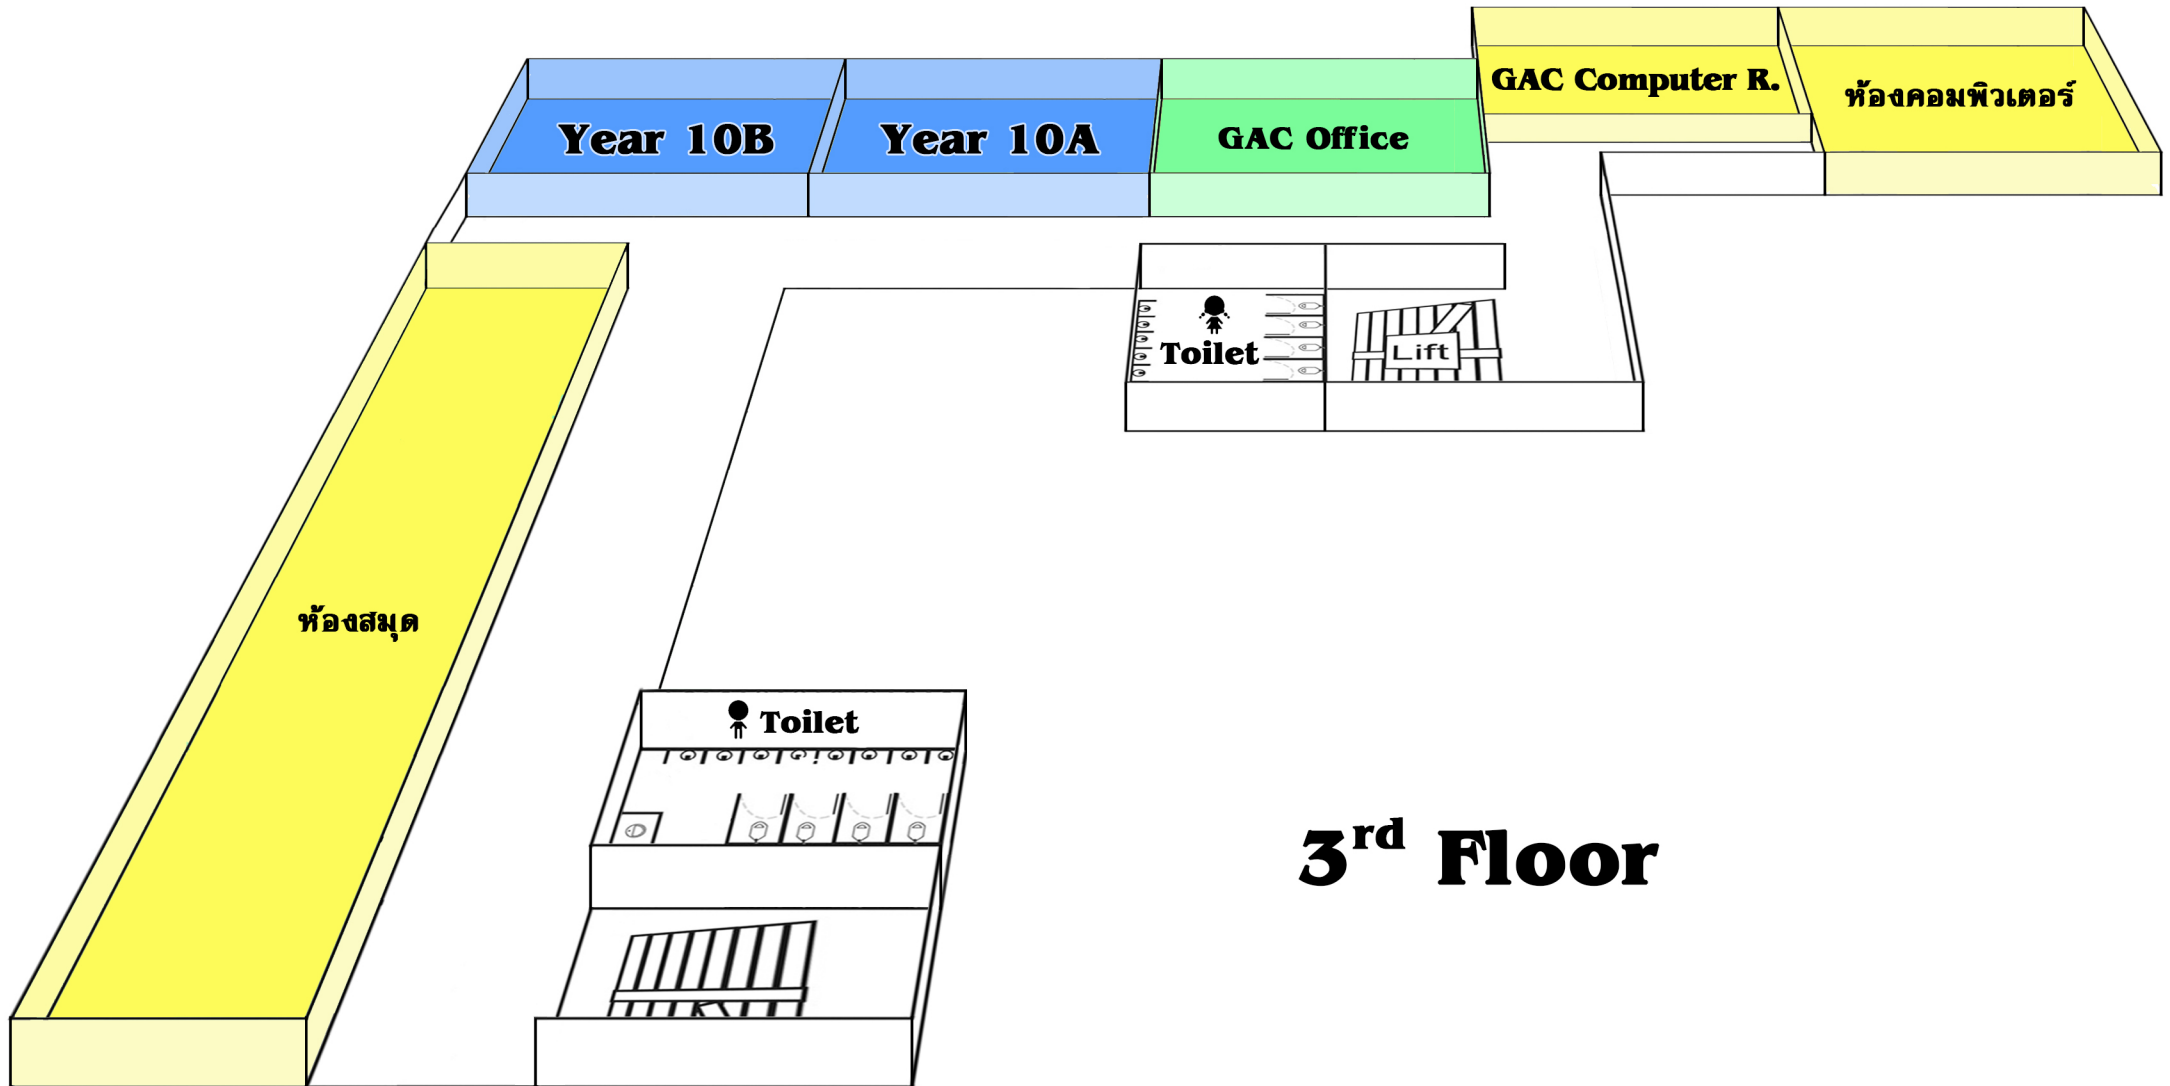 GAC Computer R.
ห้องคอมพิวเตอร์
Year 10B
Year 10A
GAC Office
Toilet
Lift
ห้องสมุด
Toilet
3rd Floor